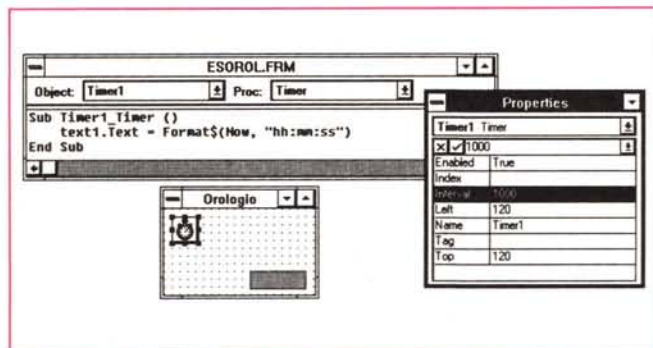 ESOROL.FRM
Object: Timer1 Proc: Timer
Sub Timer1_Timer ()
text1.Text = Format$(Now, "hh:mm:ss")
End Sub
Orologio
Properties
Timer1 Timer
1000
Enabled True
Index
Interval 1000
Left 120
Name Timer1
Tag
Top 120